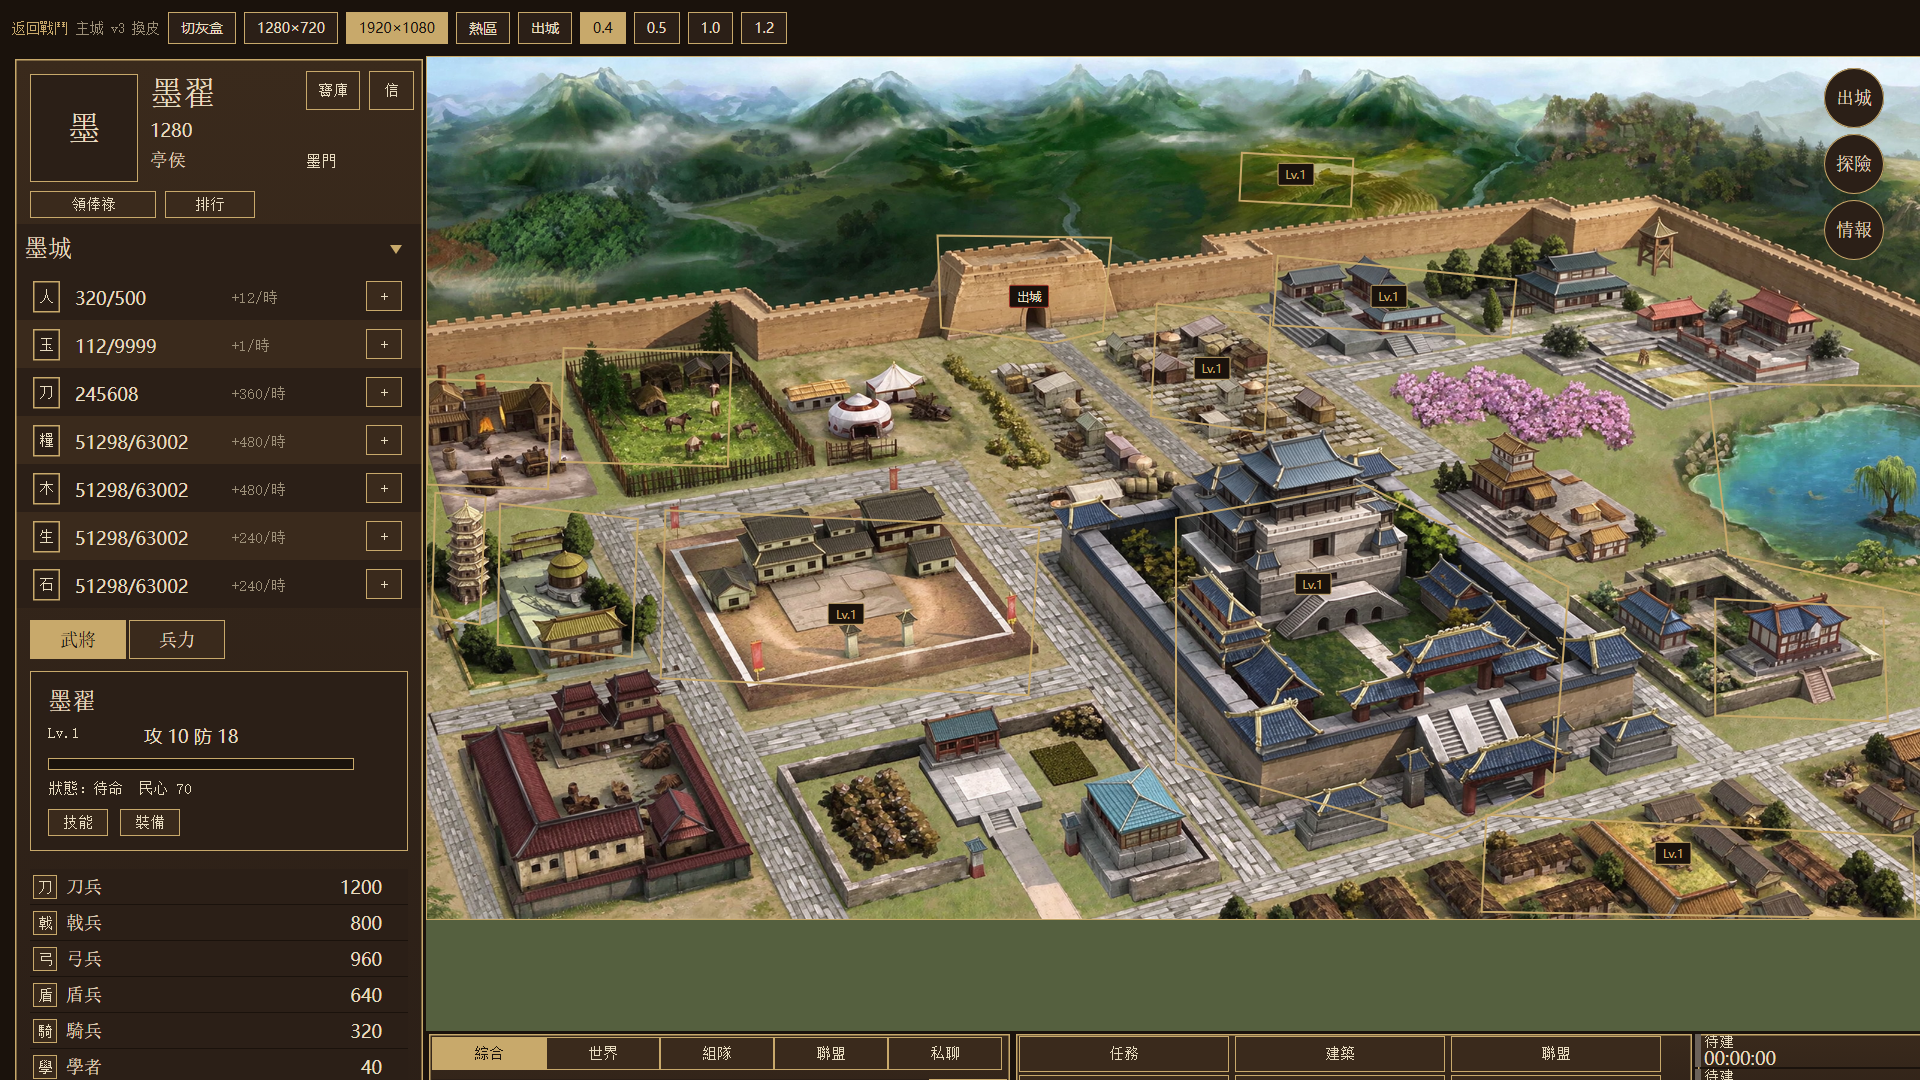 返回戰鬥 主城 v3 換皮 切灰盒 1280×720 1920×1080 熱區 出城 0.4 0.5 1.0 1.2
墨
墨翟
1280
亭侯
墨門
寶庫
信
領俸祿
排行
墨城
人 320/500 +12/時 +
玉 112/9999 +1/時 +
刀 245608 +360/時 +
糧 51298/63002 +480/時 +
木 51298/63002 +480/時 +
生 51298/63002 +240/時 +
石 51298/63002 +240/時 +
武將 兵力
墨翟
Lv.1 攻 10 防 18
狀態: 待命 民心 70
技能 裝備
刀 刀兵 1200
戟 戟兵 800
弓 弓兵 960
盾 盾兵 640
騎 騎兵 320
學 學者 40
出城
探險
情報
Lv.1
出城
Lv.1
Lv.1
Lv.1
Lv.1
Lv.1
綜合 世界 組隊 聯盟 私聊
任務 建築 聯盟
待建
00:00:00
待建